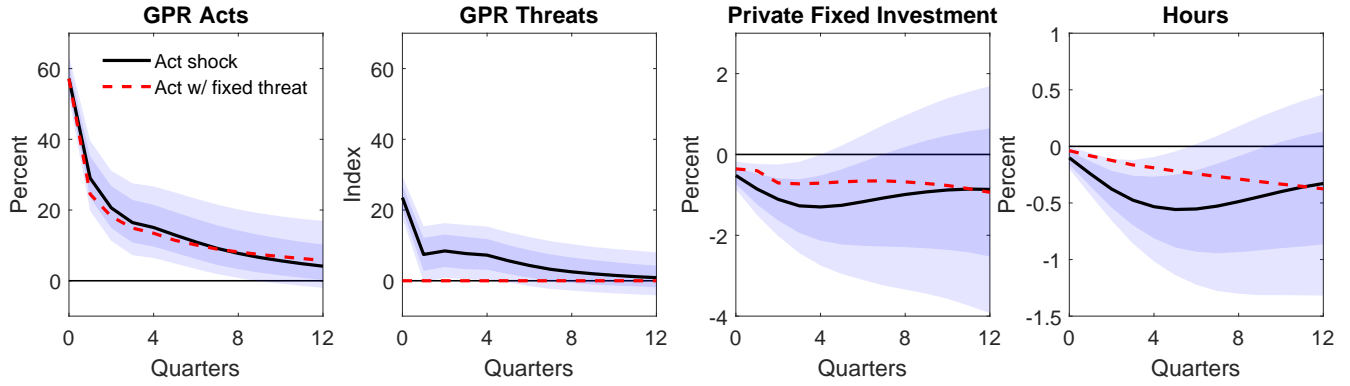 GPR Acts
Percent
60
40
20
0
Act shock
Act w/ fixed threat
0 4 8 12
Quarters
GPR Threats
Index
60
40
20
0
0 4 8 12
Quarters
Private Fixed Investment
Percent
2
0
-2
-4
0 4 8 12
Quarters
Hours
Percent
1
0.5
0
-0.5
-1
-1.5
0 4 8 12
Quarters